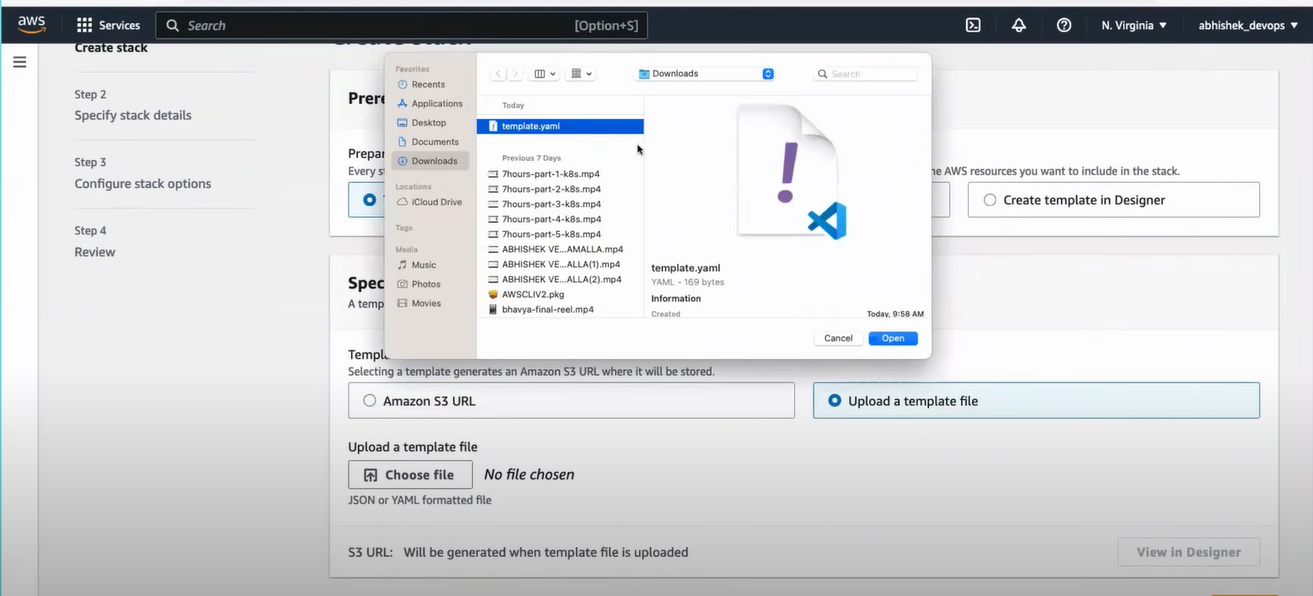 aws
Services
Search
[Option+S]
N. Virginia
abhishek_devops
Create stack
Step 2
Specify stack details
Step 3
Configure stack options
Step 4
Review
Favorites
Recents
Applications
Desktop
Documents
Downloads
Locations
iCloud Drive
Tags
Media
Music
Photos
Movies
Downloads
Search
Today
template.yaml
Previous 7 Days
7hours-part-1-k8s.mp4
7hours-part-2-k8s.mp4
7hours-part-3-k8s.mp4
7hours-part-4-k8s.mp4
7hours-part-5-k8s.mp4
ABHISHEK VE...AMALLA.mp4
ABHISHEK VE...ALLA(1).mp4
ABHISHEK VE...ALLA(2).mp4
AWSCLIV2.pkg
bhavya-final-reel.mp4
template.yaml
YAML - 169 bytes
Information
Created
Today, 9:58 AM
Cancel
Open
Prere
Prepar
Every s
he AWS resources you want to include in the stack.
Create template in Designer
Spec
A temp
Templ
Selecting a template generates an Amazon S3 URL where it will be stored.
Amazon S3 URL
Upload a template file
Upload a template file
Choose file
No file chosen
JSON or YAML formatted file
S3 URL: Will be generated when template file is uploaded
View in Designer